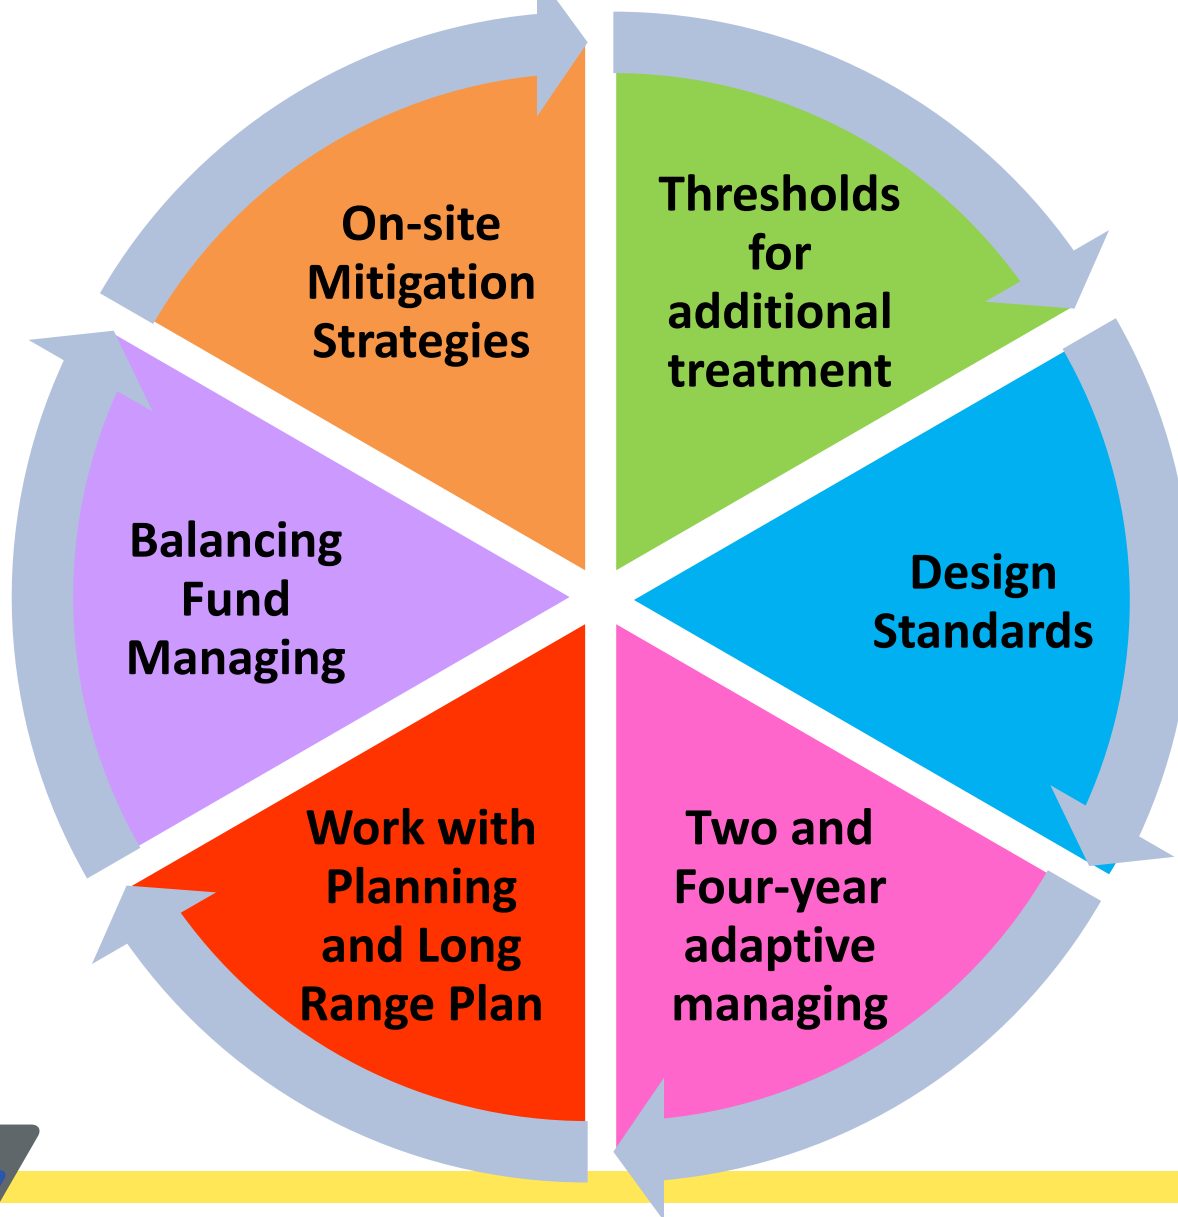 Thresholds
for
additional
treatment
Design
Standards
Two and
Four-year
adaptive
managing
Work with
Planning
and Long
Range Plan
Balancing
Fund
Managing
On-site
Mitigation
Strategies